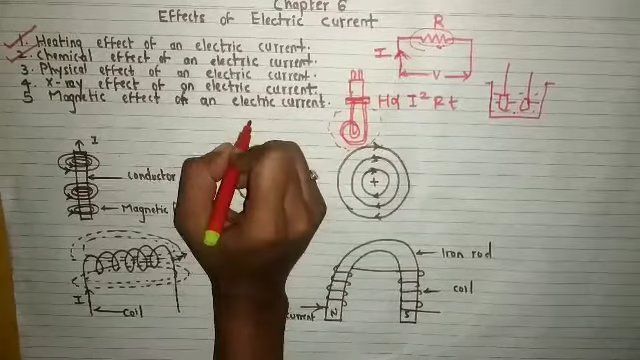 Chapter 6
Effects of Electric current
1. Heating effect of an electric current.
2. Chemical effect of an electric current.
3. Physical effect of an electric current.
4. x-ray effect of an electric current.
5 Magnetic effect of an electric current.
R
I
V
H α I² R t
I
conductor
Magnetic
+
I
coil
Iron rod
coil
current
N
S